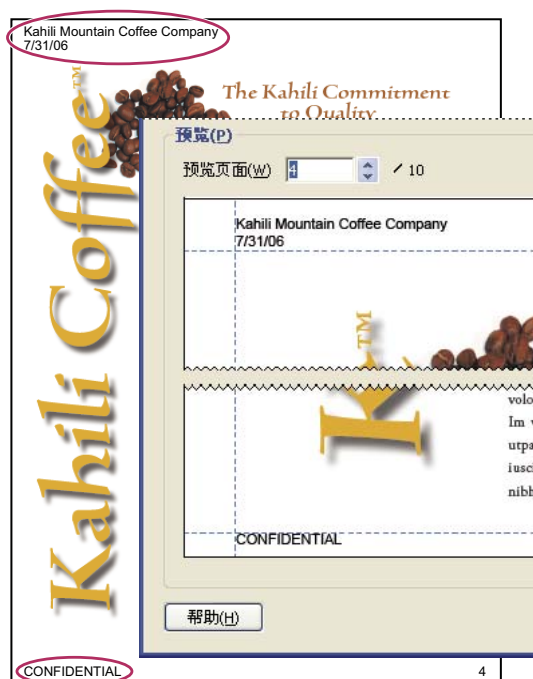 Kahili Mountain Coffee Company
7/31/06
Kahili Coffee™
The Kahili Commitment
to Quality
预览(P)
预览页面(W) 4 / 10
Kahili Mountain Coffee Company
7/31/06
K
TM
volo
Im
utpa
iusc
nibh
CONFIDENTIAL
帮助(H)
CONFIDENTIAL
4